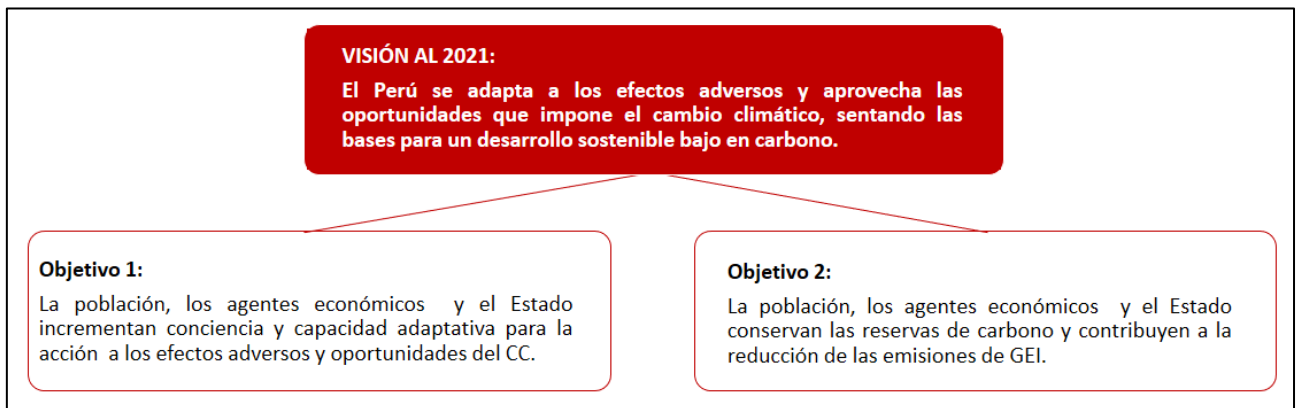 VISIÓN AL 2021:
El Perú se adapta a los efectos adversos y aprovecha las
oportunidades que impone el cambio climático, sentando las
bases para un desarrollo sostenible bajo en carbono.
Objetivo 1:
La población, los agentes económicos y el Estado
incrementan conciencia y capacidad adaptativa para la
acción a los efectos adversos y oportunidades del CC.
Objetivo 2:
La población, los agentes económicos y el Estado
conservan las reservas de carbono y contribuyen a la
reducción de las emisiones de GEI.